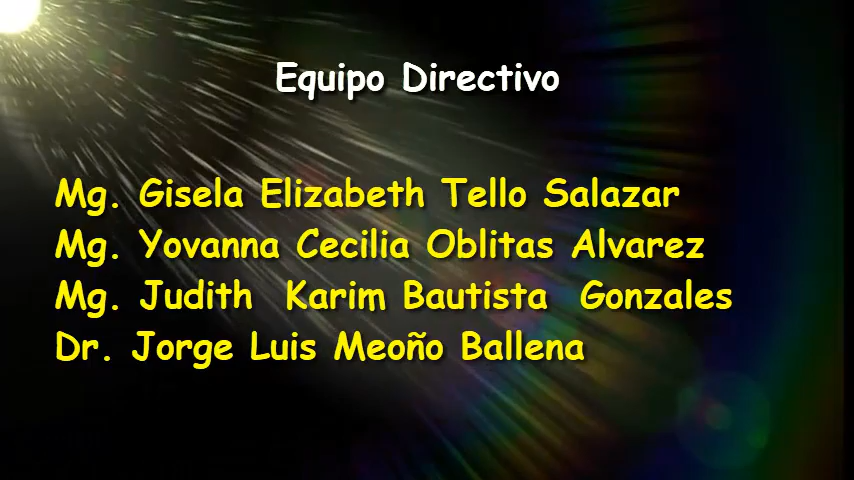 Equipo Directivo
Mg. Gisela Elizabeth Tello Salazar
Mg. Yovanna Cecilia Oblitas Alvarez
Mg. Judith Karim Bautista Gonzales
Dr. Jorge Luis Meoño Ballena